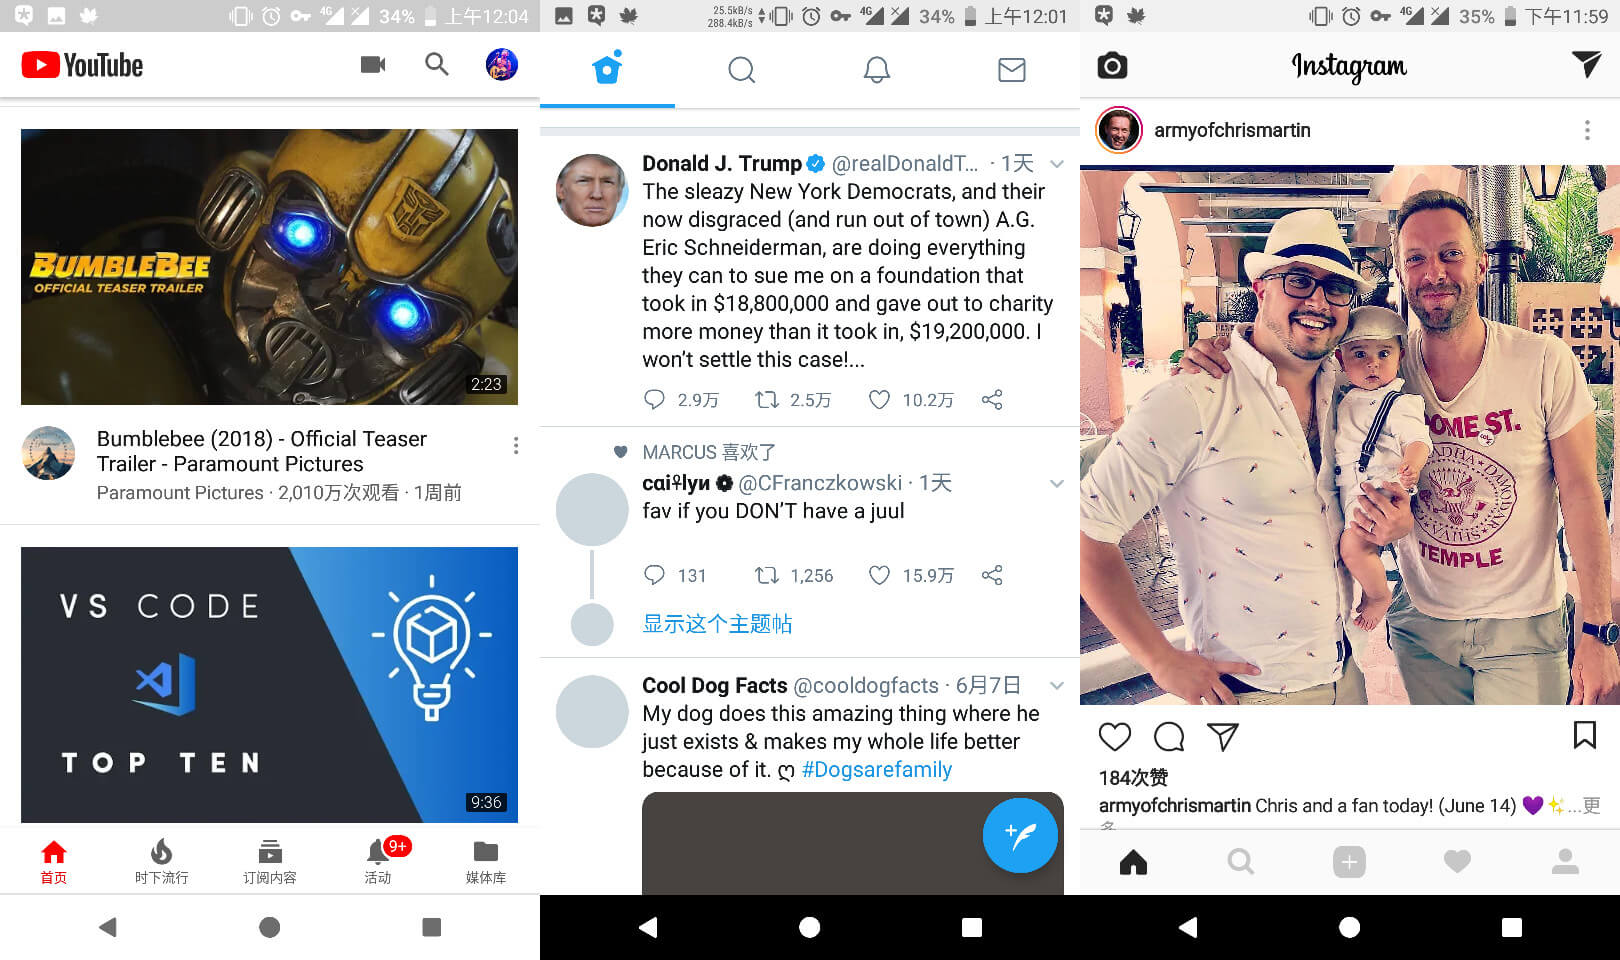 4G 34% 上午12:04
YouTube
BUMBLEBEE
OFFICIAL TEASER TRAILER
2:23
Bumblebee (2018) - Official Teaser
Trailer - Paramount Pictures
Paramount Pictures · 2,010万次观看 · 1周前
VS CODE
TOP TEN
9:36
9+
首页 时下流行 订阅内容 活动 媒体库
25.5kB/s
288.4kB/s
4G 34% 上午12:01
Donald J. Trump @realDonaldT... · 1天
The sleazy New York Democrats, and their
now disgraced (and run out of town) A.G.
Eric Schneiderman, are doing everything
they can to sue me on a foundation that
took in $18,800,000 and gave out to charity
more money than it took in, $19,200,000. I
won’t settle this case!...
2.9万 2.5万 10.2万
MARCUS 喜欢了
cαi♆lyи @CFranczkowski · 1天
fav if you DON’T have a juul
131 1,256 15.9万
显示这个主题帖
Cool Dog Facts @cooldogfacts · 6月7日
My dog does this amazing thing where he
just exists & makes my whole life better
because of it. ღ #Dogsarefamily
4G 35% 下午11:59
Instagram
armyofchrismartin
OME ST.
RADHA DAMODAR
SHIVA
TEMPLE
184次赞
armyofchrismartin Chris and a fan today! (June 14) 💜✨...更
多